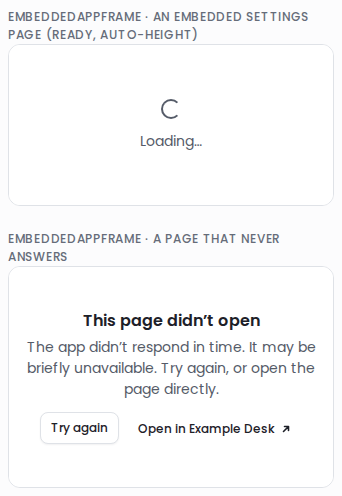 EMBEDDEDAPPFRAME · AN EMBEDDED SETTINGS
PAGE (READY, AUTO-HEIGHT)
Loading…
EMBEDDEDAPPFRAME · A PAGE THAT NEVER
ANSWERS
This page didn’t open
The app didn’t respond in time. It may be
briefly unavailable. Try again, or open the
page directly.
Try again
Open in Example Desk ↗